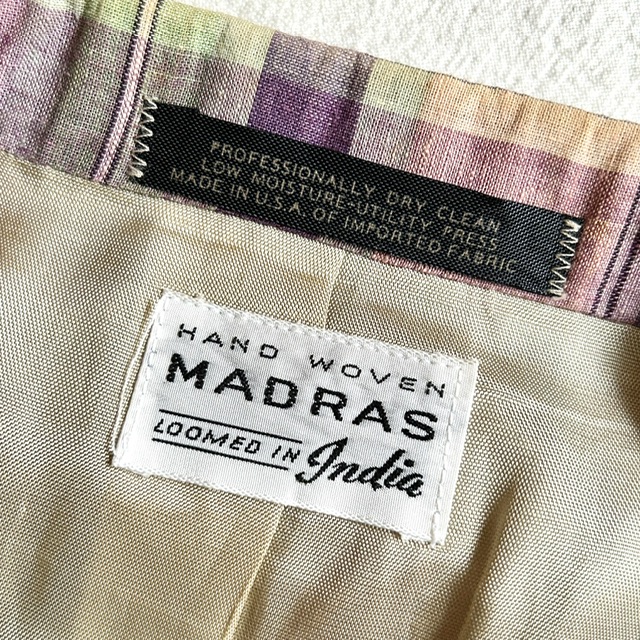 PROFESSIONALLY DRY CLEAN
LOW MOISTURE-UTILITY PRESS
MADE IN U.S.A. OF IMPORTED FABRIC
HAND WOVEN
MADRAS
LOOMED IN India